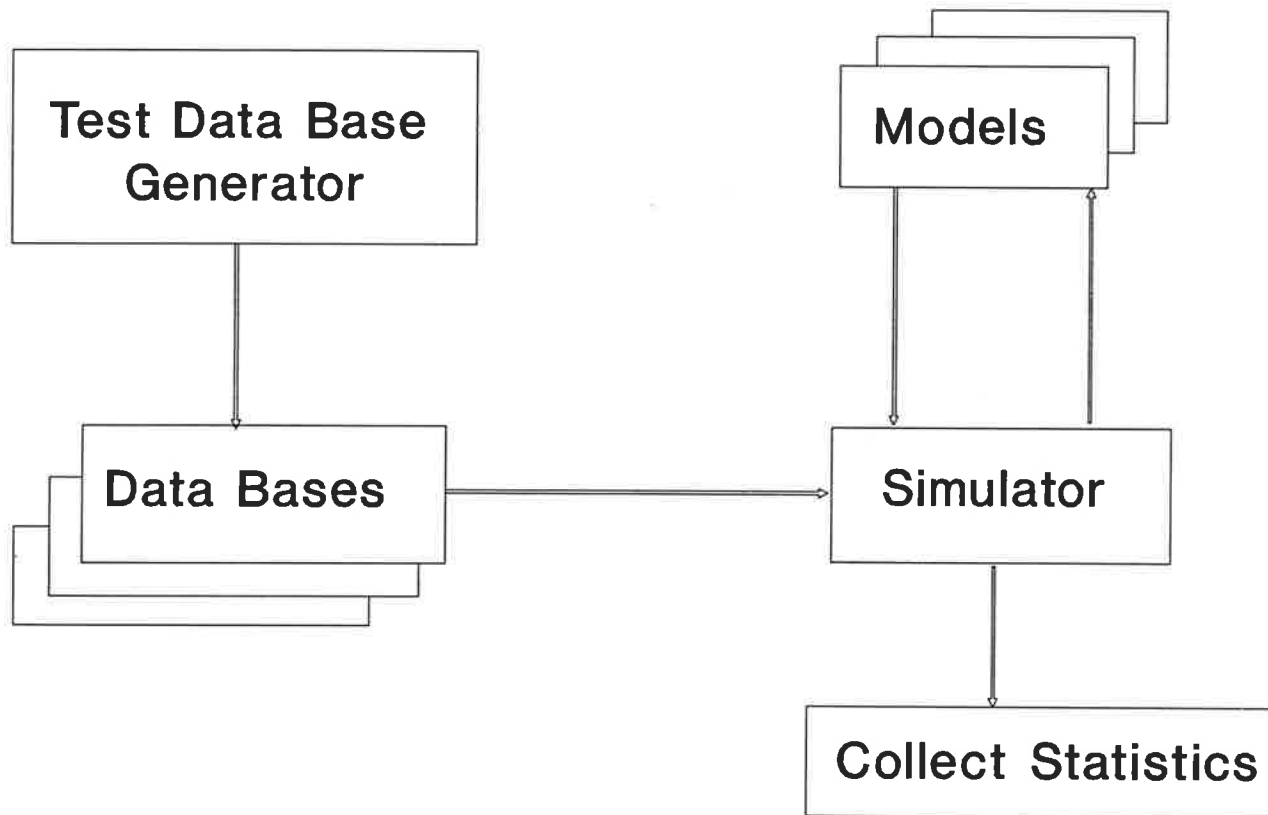 Test Data Base
Generator
Models
Data Bases
Simulator
Collect Statistics